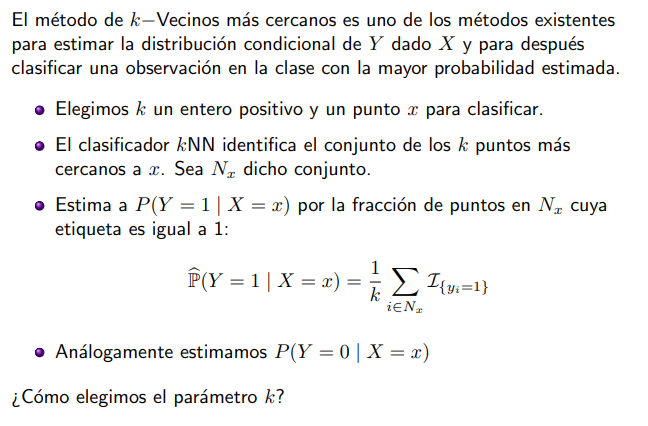 El método de k−Vecinos más cercanos es uno de los métodos existentes
para estimar la distribución condicional de Y dado X y para después
clasificar una observación en la clase con la mayor probabilidad estimada.
Elegimos k un entero positivo y un punto x para clasificar.
El clasificador kNN identifica el conjunto de los k puntos más
cercanos a x. Sea N_x dicho conjunto.
Estima a P(Y = 1 | X = x) por la fracción de puntos en N_x cuya
etiqueta es igual a 1:
\widehat{\mathbb{P}}(Y = 1 | X = x) = \frac{1}{k} \sum_{i \in N_x} \mathcal{I}_{\{y_i=1\}}
Análogamente estimamos P(Y = 0 | X = x)
¿Cómo elegimos el parámetro k?